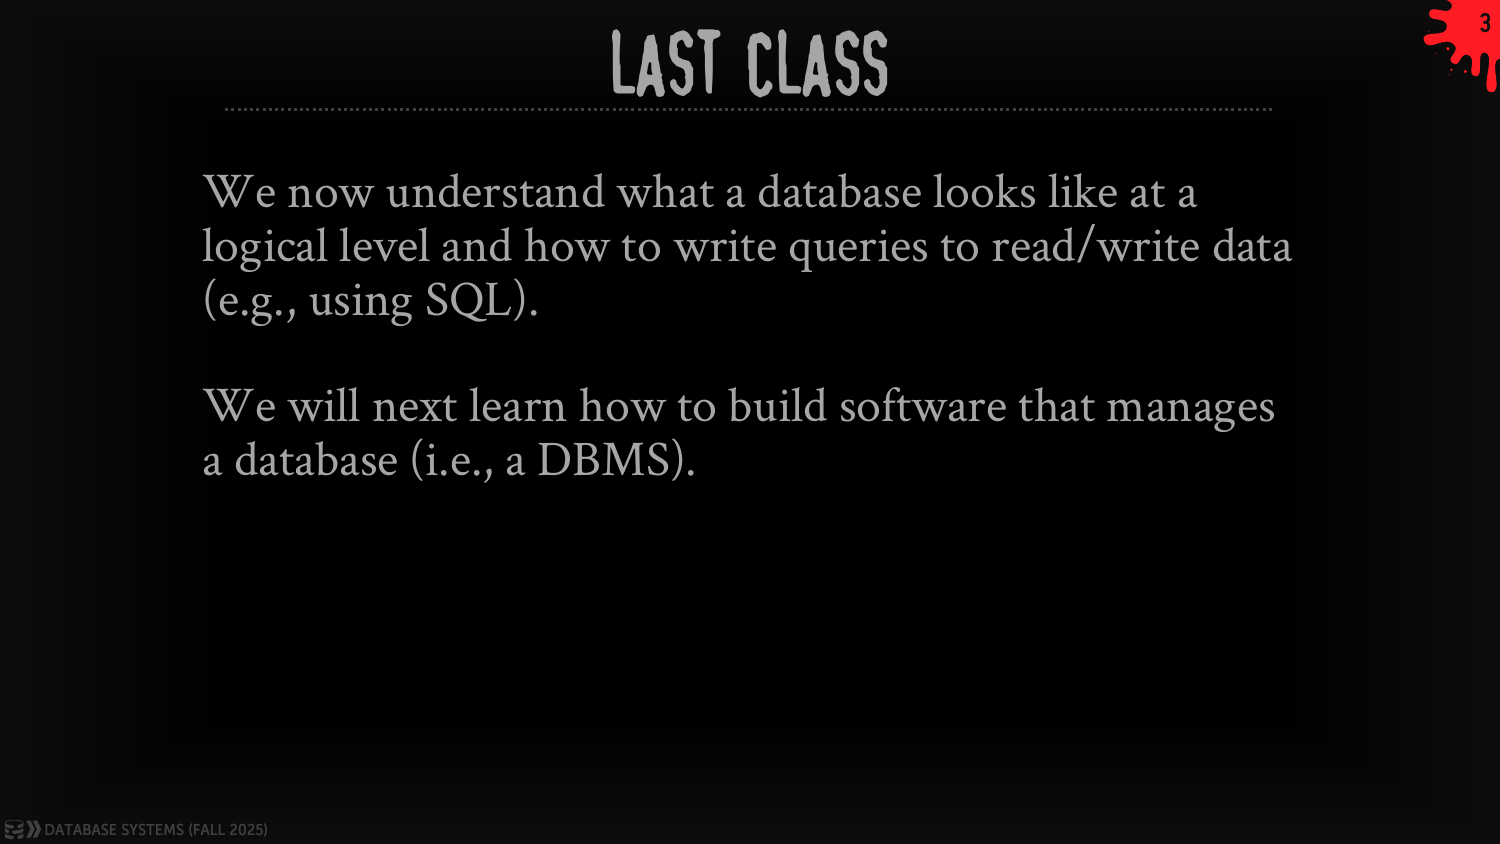 3
LAST CLASS
We now understand what a database looks like at a
logical level and how to write queries to read/write data
(e.g., using SQL).
We will next learn how to build software that manages
a database (i.e., a DBMS).
DATABASE SYSTEMS (FALL 2025)